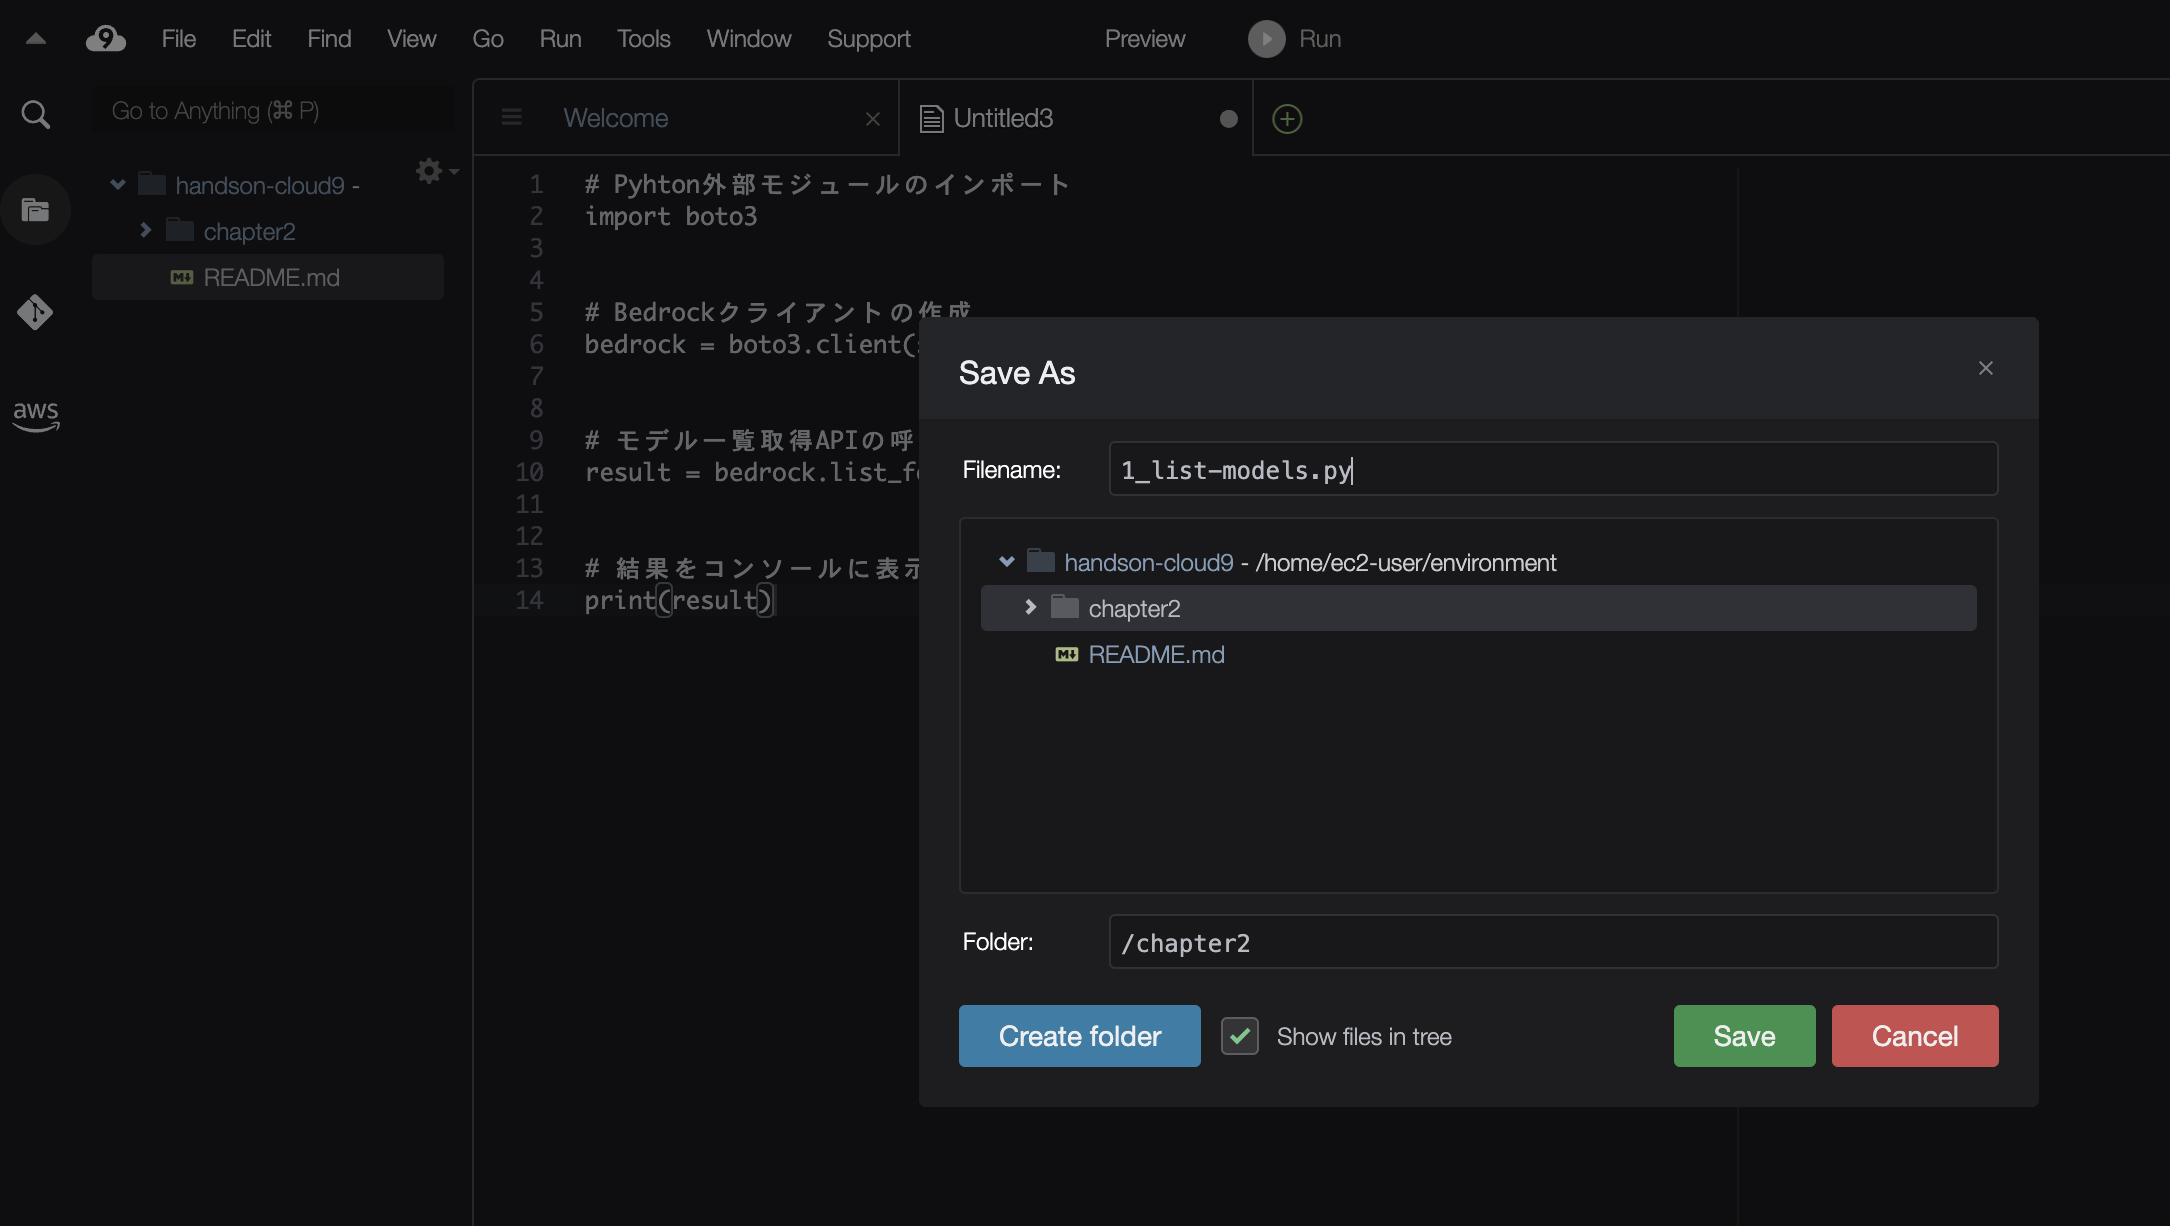 File Edit Find View Go Run Tools Window Support Preview Run
Go to Anything (⌘ P)
handson-cloud9 -
chapter2
README.md
aws
Welcome
Untitled3
1 # Pyhton外部モジュールのインポート
2 import boto3
3
4
5 # Bedrockクライアントの作成
6 bedrock = boto3.client(
7
8
9 # モデル一覧取得APIの呼
10 result = bedrock.list_f
11
12
13 # 結果をコンソールに表示
14 print(result)
Save As
Filename: 1_list-models.py
handson-cloud9 - /home/ec2-user/environment
chapter2
README.md
Folder: /chapter2
Create folder
Show files in tree
Save
Cancel